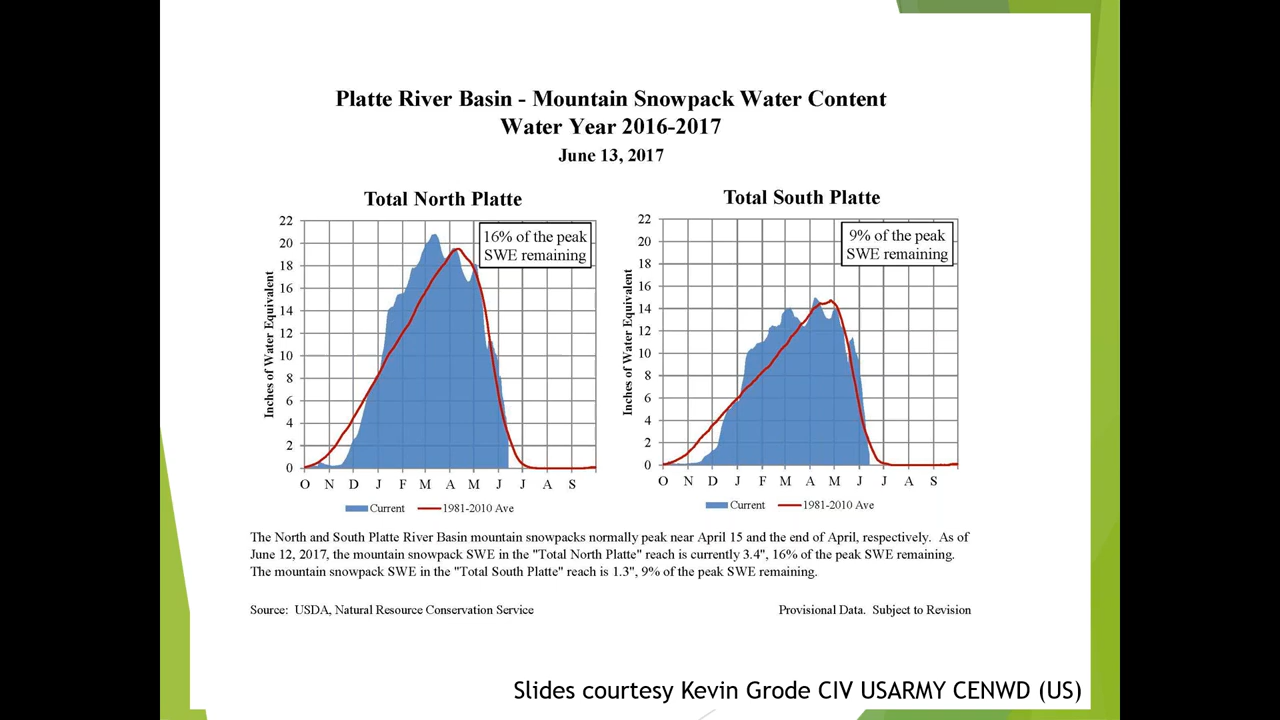 Platte River Basin - Mountain Snowpack Water Content
Water Year 2016-2017
June 13, 2017
Total North Platte
16% of the peak
SWE remaining
Inches of Water Equivalent
22
20
18
16
14
12
10
8
6
4
2
0
O N D J F M A M J J A S
Current 1981-2010 Ave
Total South Platte
9% of the peak
SWE remaining
Inches of Water Equivalent
22
20
18
16
14
12
10
8
6
4
2
0
O N D J F M A M J J A S
Current 1981-2010 Ave
The North and South Platte River Basin mountain snowpacks normally peak near April 15 and the end of April, respectively. As of
June 12, 2017, the mountain snowpack SWE in the "Total North Platte" reach is currently 3.4", 16% of the peak SWE remaining.
The mountain snowpack SWE in the "Total South Platte" reach is 1.3", 9% of the peak SWE remaining.
Source: USDA, Natural Resource Conservation Service
Provisional Data. Subject to Revision
Slides courtesy Kevin Grode CIV USARMY CENWD (US)